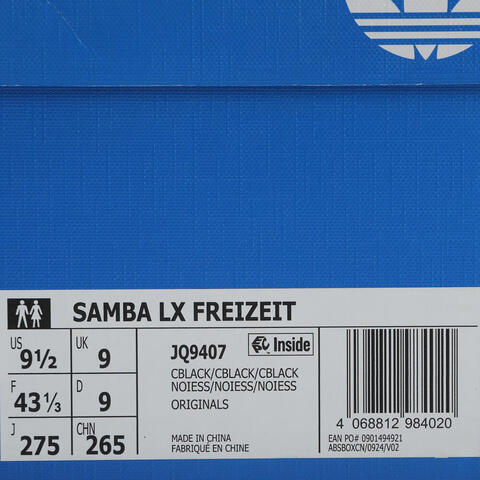 SAMBA LX FREIZEIT
US 9½ UK 9
F 43⅓ D 9
J 275 CHN 265
JQ9407 Inside
CBLACK/CBLACK/CBLACK
NOIESS/NOIESS/NOIESS
ORIGINALS
MADE IN CHINA
FABRIQUÉ EN CHINE
4 068812 984020
EAN PO# 0901494921
ABSBOXCN/0924/V02